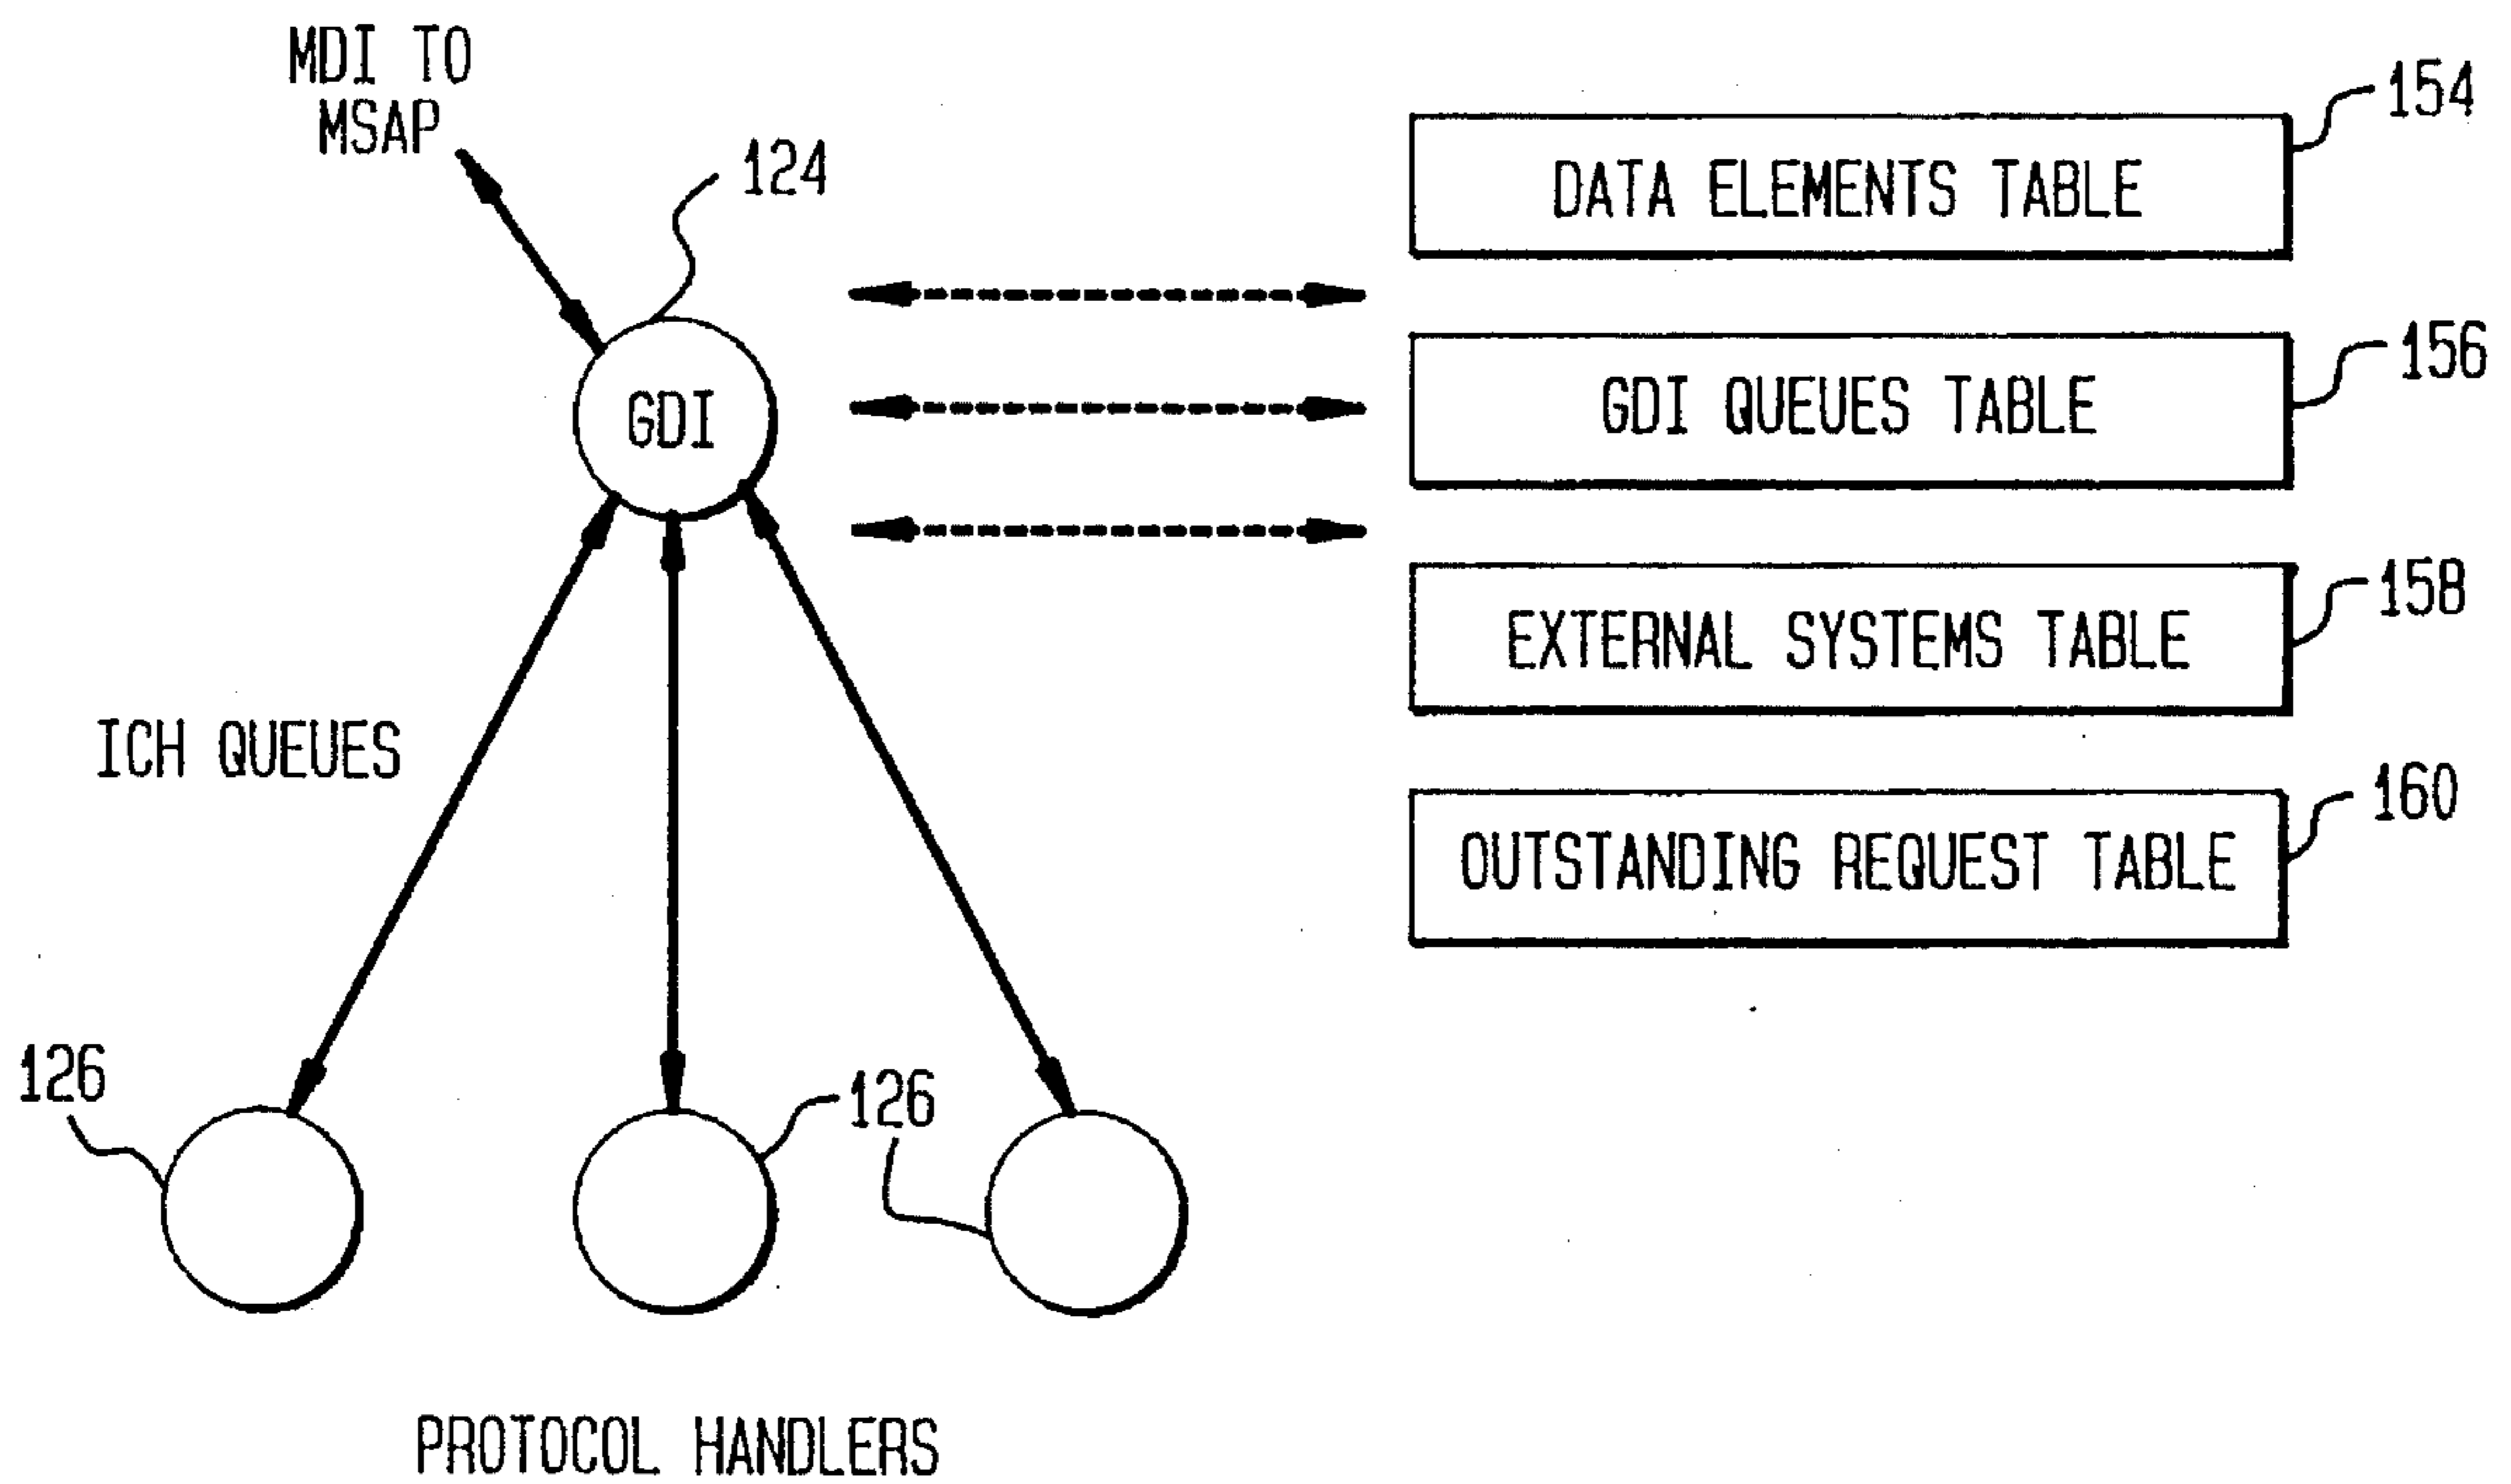 MDI TO
MSAP
124
GDI
ICH QUEUES
126
126
PROTOCOL HANDLERS
154
DATA ELEMENTS TABLE
156
GDI QUEUES TABLE
158
EXTERNAL SYSTEMS TABLE
160
OUTSTANDING REQUEST TABLE